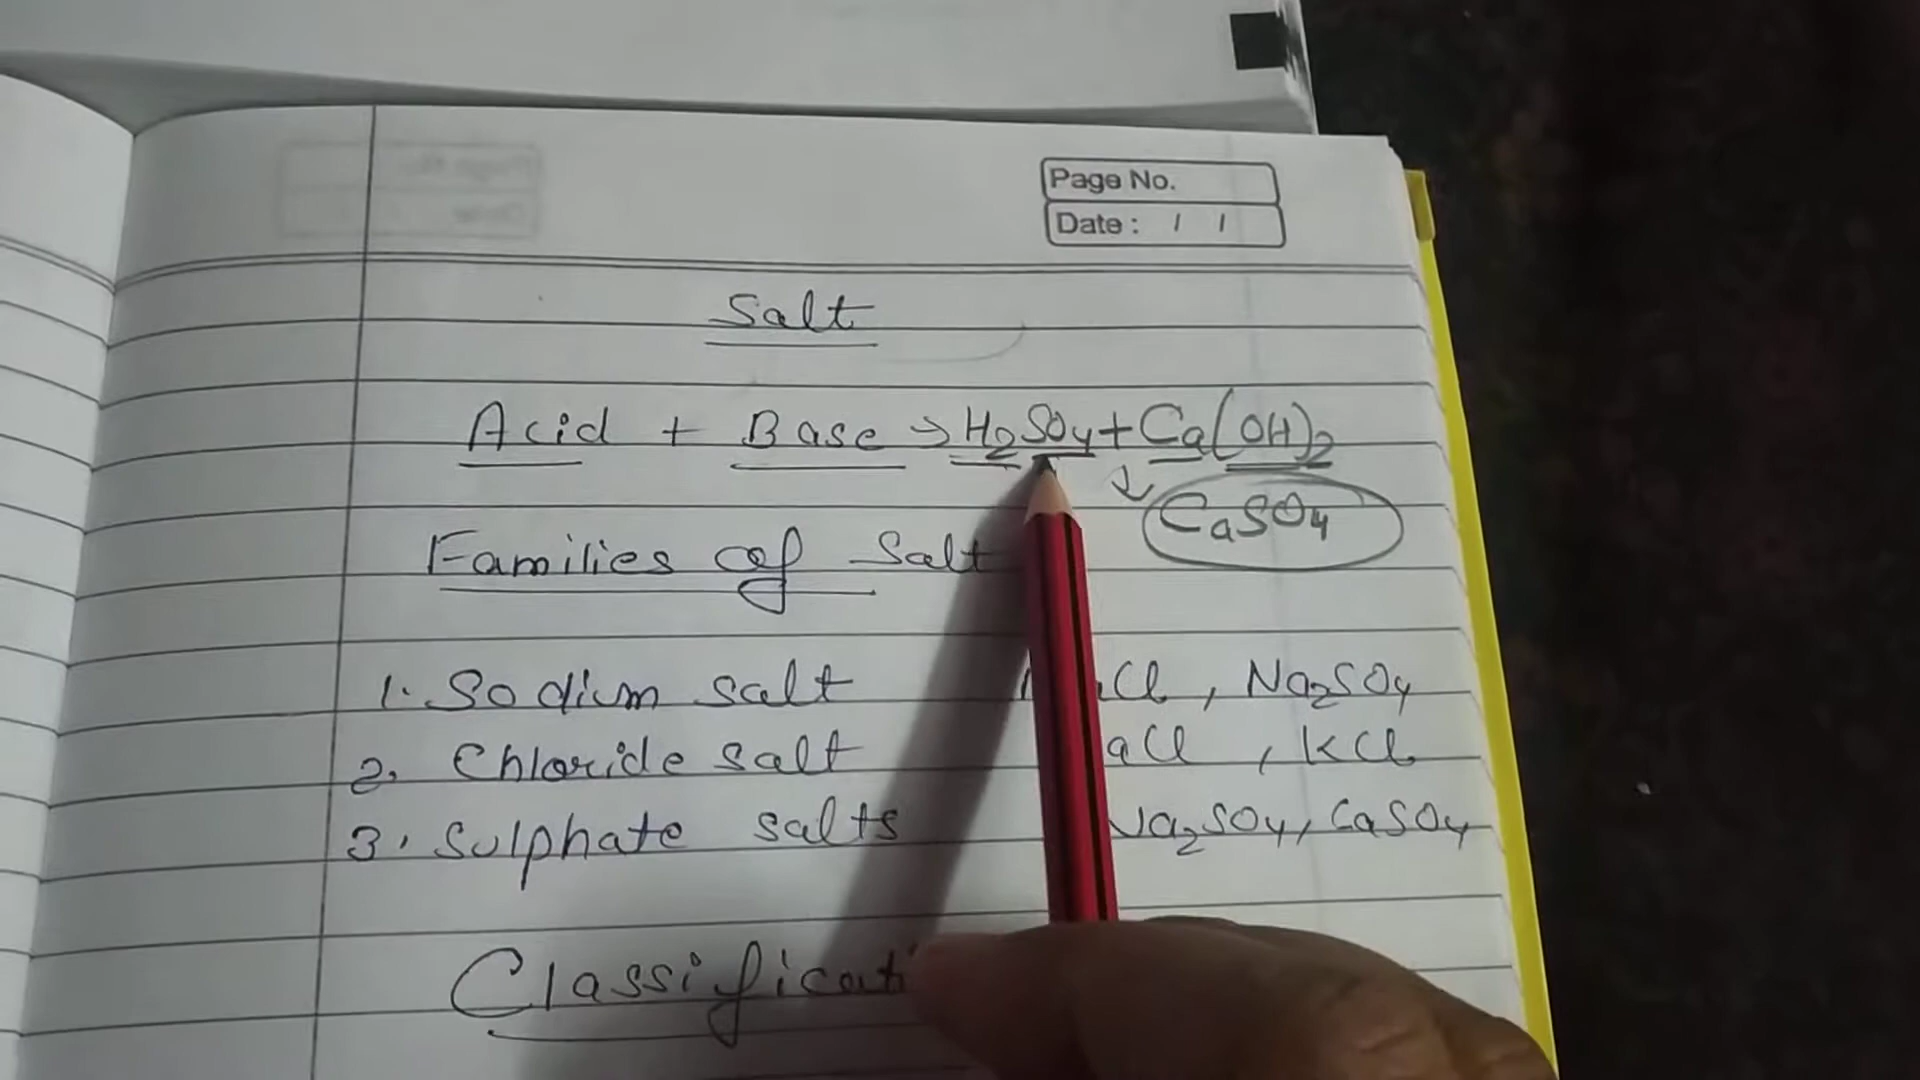 Page No.
Date : / /
Salt
Acid + Base → H2SO4 + Ca(OH)2
↓ CaSO4
Families of Salt
1. Sodium salt Cl , Na2SO4
2. Chloride salt aCl , KCl
3. Sulphate salts Na2SO4, CaSO4
Classificati